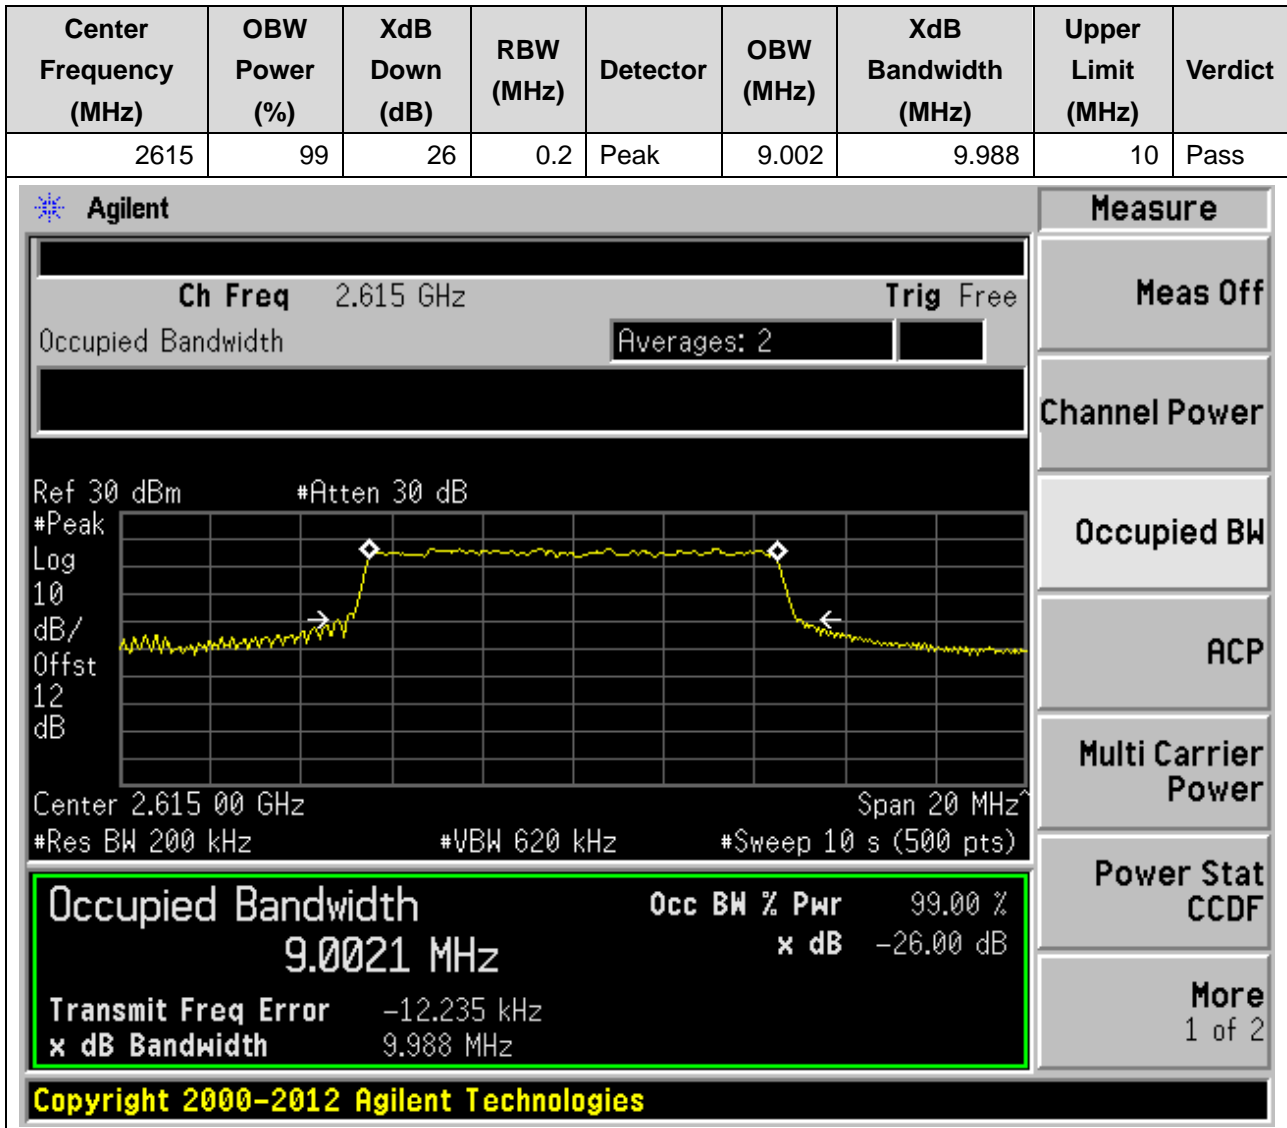 Center Frequency (MHz) OBW Power (%) XdB Down (dB) RBW (MHz) Detector OBW (MHz) XdB Bandwidth (MHz) Upper Limit (MHz) Verdict
2615 99 26 0.2 Peak 9.002 9.988 10 Pass
Agilent
Measure
Ch Freq 2.615 GHz Trig Free
Occupied Bandwidth Averages: 2
Meas Off
Channel Power
Occupied BW
ACP
Multi Carrier
Power
Power Stat
CCDF
More
1 of 2
Ref 30 dBm #Atten 30 dB
#Peak
Log
10
dB/
Offst
12
dB
Center 2.615 00 GHz Span 20 MHz^
#Res BW 200 kHz #VBW 620 kHz #Sweep 10 s (500 pts)
Occupied Bandwidth Occ BW % Pwr 99.00 %
9.0021 MHz x dB -26.00 dB
Transmit Freq Error -12.235 kHz
x dB Bandwidth 9.988 MHz
Copyright 2000-2012 Agilent Technologies